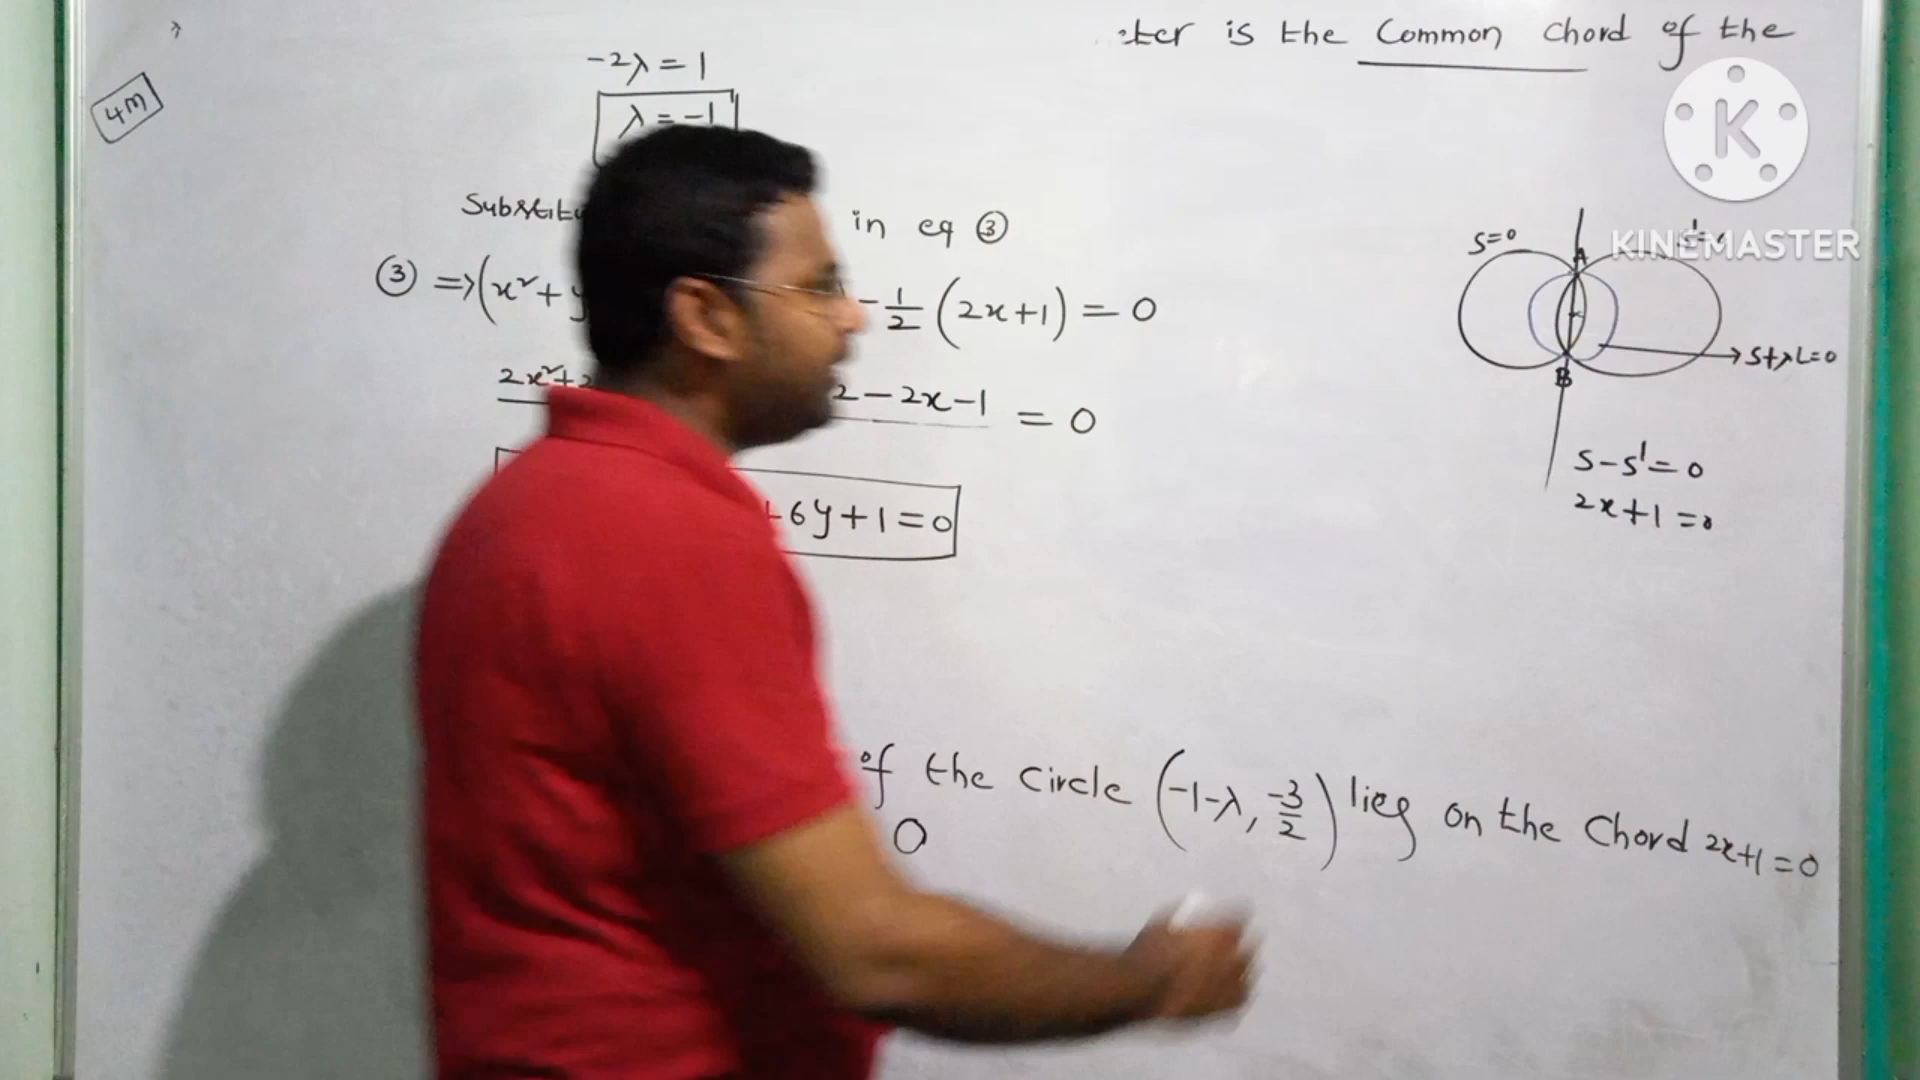 is the Common Chord of the
4m
-2λ = 1
λ = -1
in eq ③
③ ⇒ (x² + y
- 1/2 (2x+1) = 0
2x²+2
2 - 2x - 1 = 0
+ 6y + 1 = 0
K
KINEMASTER
S=0
A
S+λL=0
B
S-S'=0
2x+1=0
of the circle (-1-λ, -3/2) lies on the Chord 2x+1=0
0